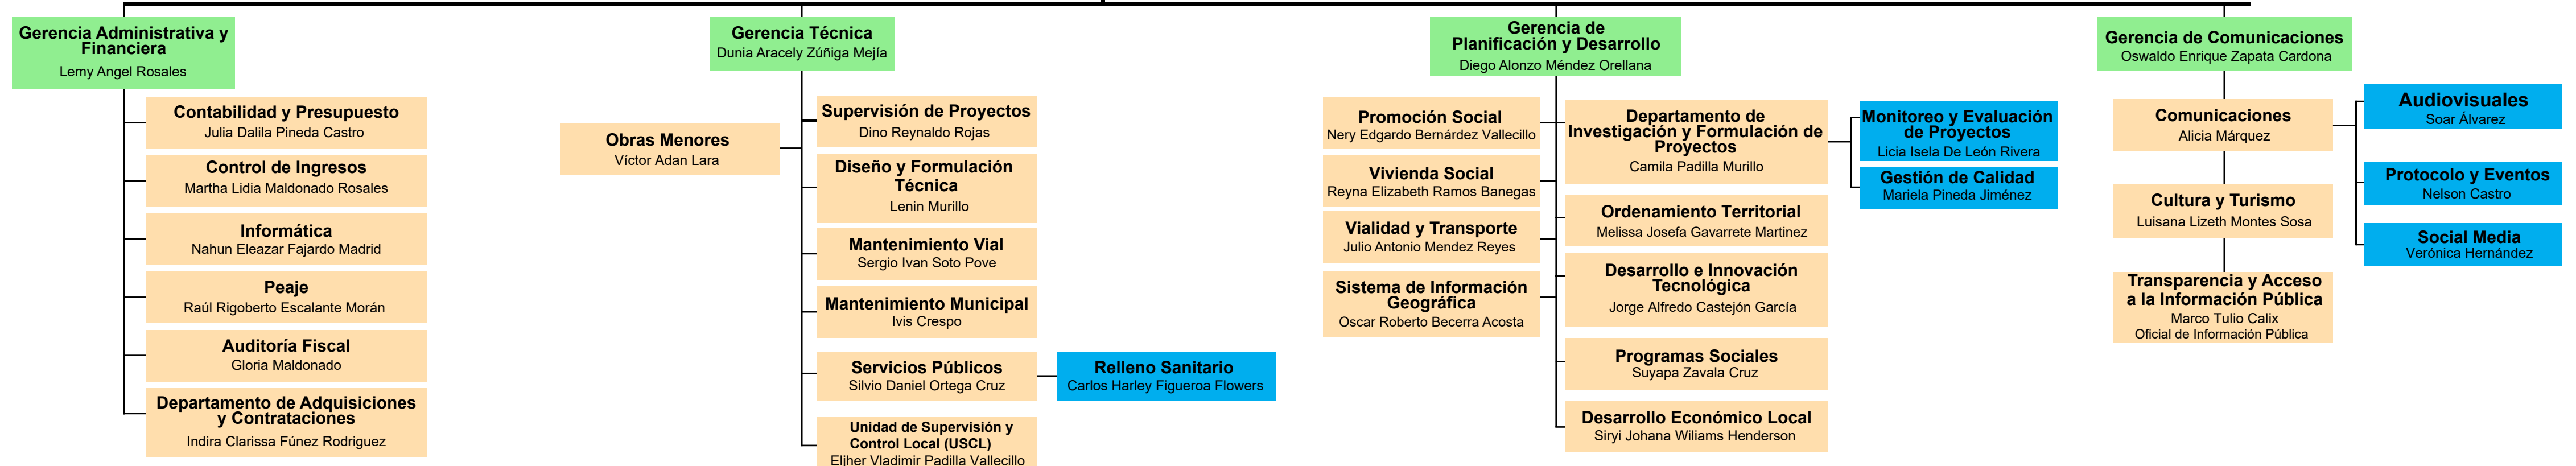 Gerencia Administrativa y
Financiera
Lemy Angel Rosales
Contabilidad y Presupuesto
Julia Dalila Pineda Castro
Control de Ingresos
Martha Lidia Maldonado Rosales
Informática
Nahun Eleazar Fajardo Madrid
Peaje
Raúl Rigoberto Escalante Morán
Auditoría Fiscal
Gloria Maldonado
Departamento de Adquisiciones
y Contrataciones
Indira Clarissa Fúnez Rodriguez
Gerencia Técnica
Dunia Aracely Zúñiga Mejía
Obras Menores
Víctor Adan Lara
Supervisión de Proyectos
Dino Reynaldo Rojas
Diseño y Formulación
Técnica
Lenin Murillo
Mantenimiento Vial
Sergio Ivan Soto Pove
Mantenimiento Municipal
Ivis Crespo
Servicios Públicos
Silvio Daniel Ortega Cruz
Relleno Sanitario
Carlos Harley Figueroa Flowers
Unidad de Supervisión y
Control Local (USCL)
Eliher Vladimir Padilla Vallecillo
Gerencia de
Planificación y Desarrollo
Diego Alonzo Méndez Orellana
Promoción Social
Nery Edgardo Bernárdez Vallecillo
Vivienda Social
Reyna Elizabeth Ramos Banegas
Vialidad y Transporte
Julio Antonio Mendez Reyes
Sistema de Información
Geográfica
Oscar Roberto Becerra Acosta
Departamento de
Investigación y Formulación de
Proyectos
Camila Padilla Murillo
Monitoreo y Evaluación
de Proyectos
Licia Isela De León Rivera
Gestión de Calidad
Mariela Pineda Jiménez
Ordenamiento Territorial
Melissa Josefa Gavarrete Martinez
Desarrollo e Innovación
Tecnológica
Jorge Alfredo Castejón García
Programas Sociales
Suyapa Zavala Cruz
Desarrollo Económico Local
Siryi Johana Wiliams Henderson
Gerencia de Comunicaciones
Oswaldo Enrique Zapata Cardona
Comunicaciones
Alicia Márquez
Cultura y Turismo
Luisana Lizeth Montes Sosa
Transparencia y Acceso
a la Información Pública
Marco Tulio Calix
Oficial de Información Pública
Audiovisuales
Soar Álvarez
Protocolo y Eventos
Nelson Castro
Social Media
Verónica Hernández